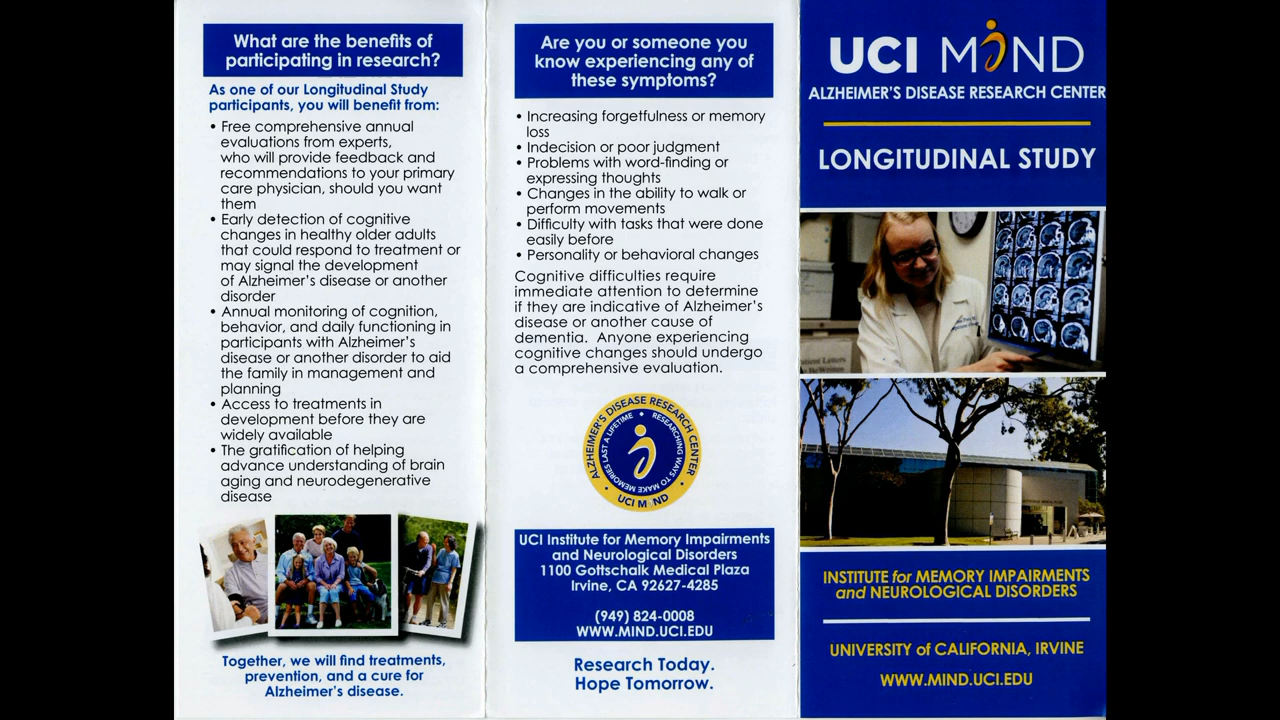 What are the benefits of
participating in research?
As one of our Longitudinal Study
participants, you will benefit from:
• Free comprehensive annual
evaluations from experts,
who will provide feedback and
recommendations to your primary
care physician, should you want
them
• Early detection of cognitive
changes in healthy older adults
that could respond to treatment or
may signal the development
of Alzheimer's disease or another
disorder
• Annual monitoring of cognition,
behavior, and daily functioning in
participants with Alzheimer's
disease or another disorder to aid
the family in management and
planning
• Access to treatments in
development before they are
widely available
• The gratification of helping
advance understanding of brain
aging and neurodegenerative
disease
Together, we will find treatments,
prevention, and a cure for
Alzheimer's disease.
Are you or someone you
know experiencing any of
these symptoms?
• Increasing forgetfulness or memory
loss
• Indecision or poor judgment
• Problems with word-finding or
expressing thoughts
• Changes in the ability to walk or
perform movements
• Difficulty with tasks that were done
easily before
• Personality or behavioral changes
Cognitive difficulties require
immediate attention to determine
if they are indicative of Alzheimer's
disease or another cause of
dementia. Anyone experiencing
cognitive changes should undergo
a comprehensive evaluation.
ALZHEIMER'S DISEASE RESEARCH CENTER
RESEARCHING WAYS TO MAKE MEMORIES LAST A LIFETIME
UCI MIND
UCI Institute for Memory Impairments
and Neurological Disorders
1100 Gottschalk Medical Plaza
Irvine, CA 92627-4285
(949) 824-0008
WWW.MIND.UCI.EDU
Research Today.
Hope Tomorrow.
UCI MIND
ALZHEIMER'S DISEASE RESEARCH CENTER
LONGITUDINAL STUDY
Patient Letters
INSTITUTE for MEMORY IMPAIRMENTS
and NEUROLOGICAL DISORDERS
UNIVERSITY of CALIFORNIA, IRVINE
WWW.MIND.UCI.EDU